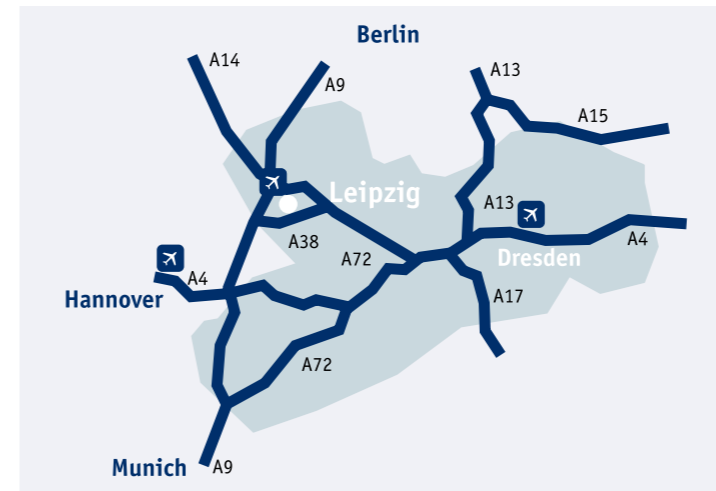 Berlin
A14
A9
A13
A15
Leipzig
A13
A38
A72
Dresden
A4
A4
Hannover
A17
A72
Munich
A9